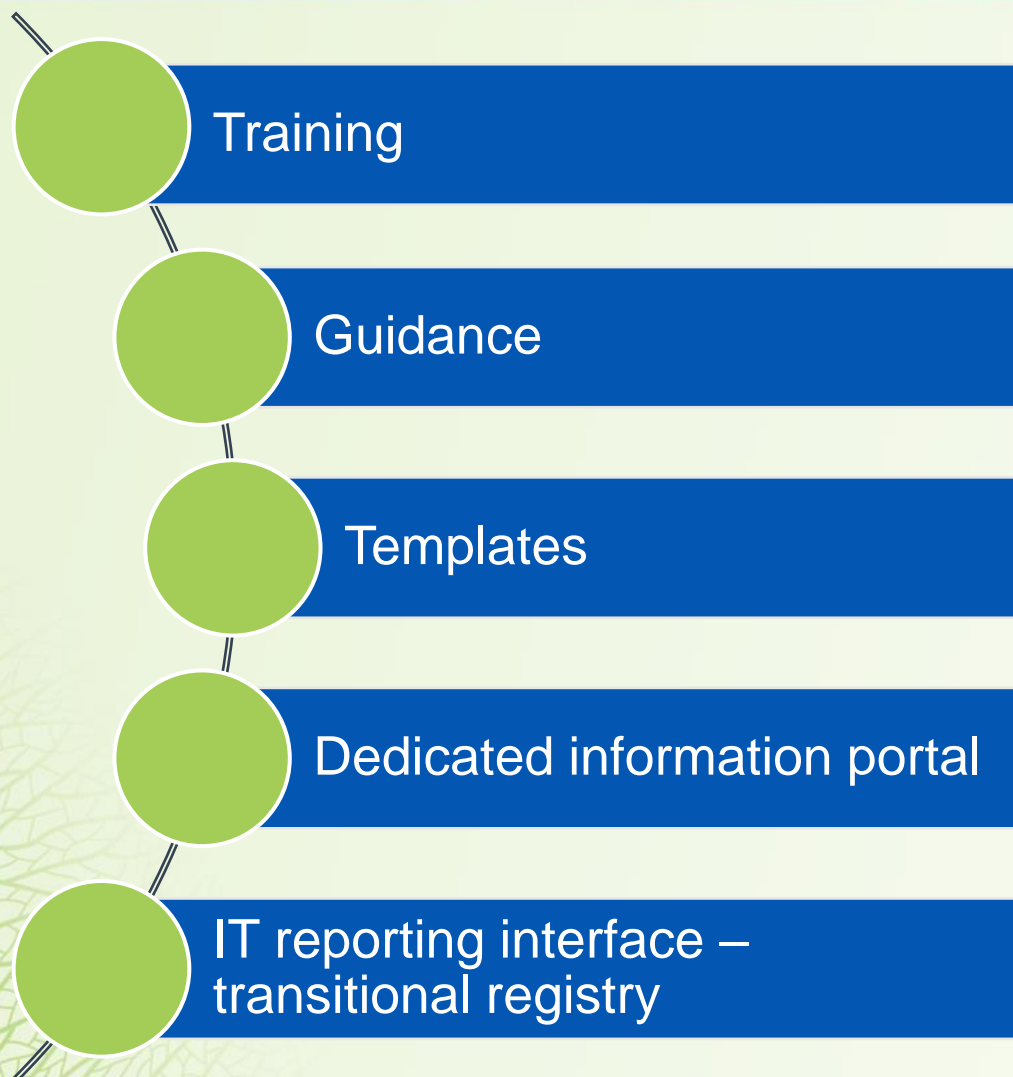 Training
Guidance
Templates
Dedicated information portal
IT reporting interface –
transitional registry